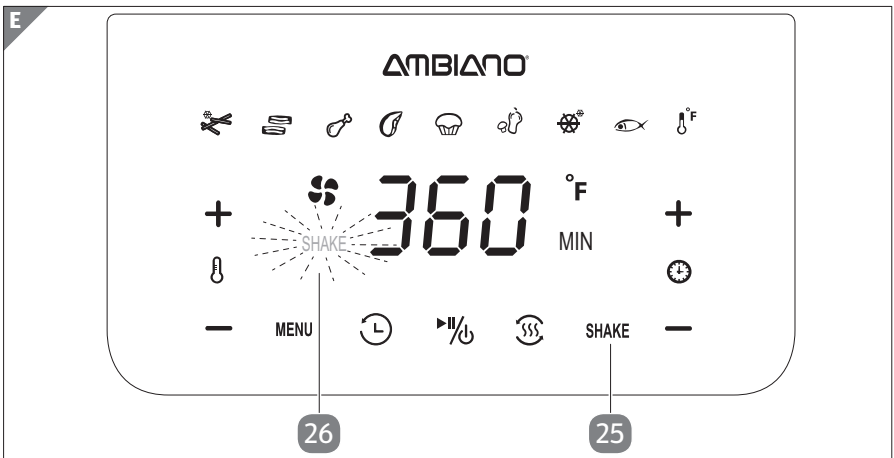 E
AMBIANO
°F
360 °F
SHAKE
MIN
MENU
SHAKE
26 25